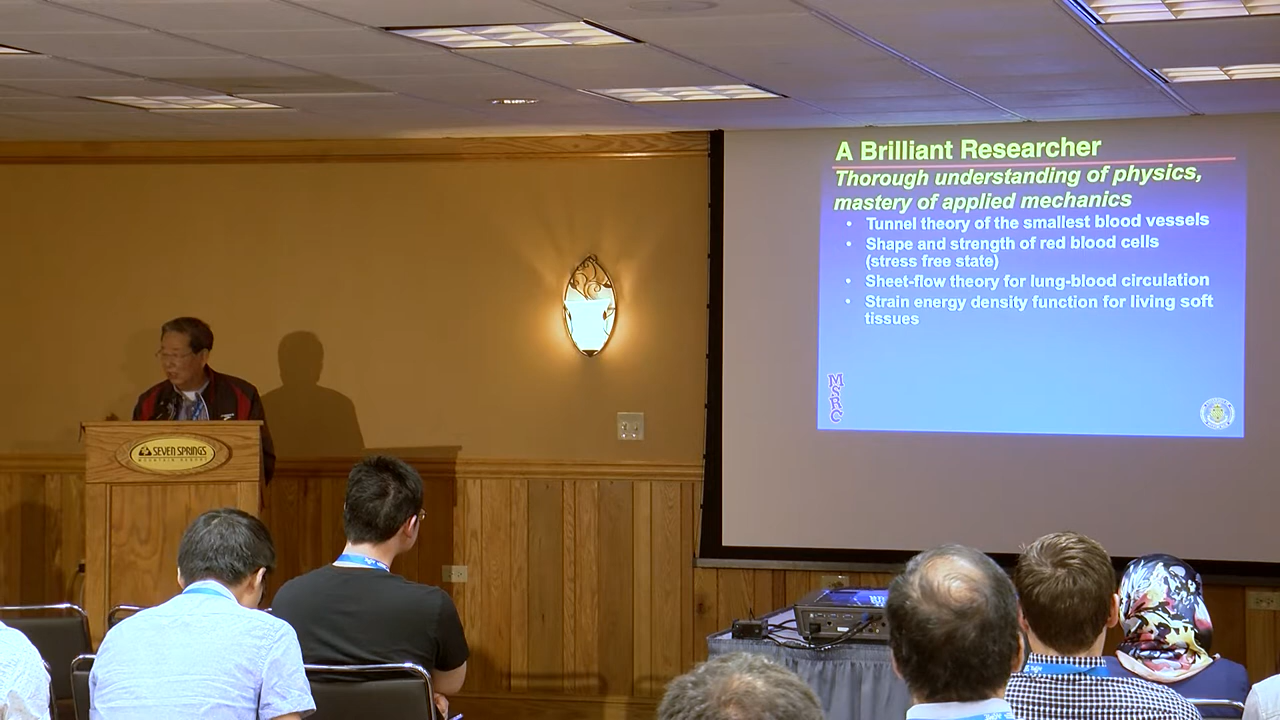 A Brilliant Researcher
Thorough understanding of physics,
mastery of applied mechanics
• Tunnel theory of the smallest blood vessels
• Shape and strength of red blood cells
(stress free state)
• Sheet-flow theory for lung-blood circulation
• Strain energy density function for living soft
tissues
MSRC
SEVEN SPRINGS
MOUNTAIN RESORT